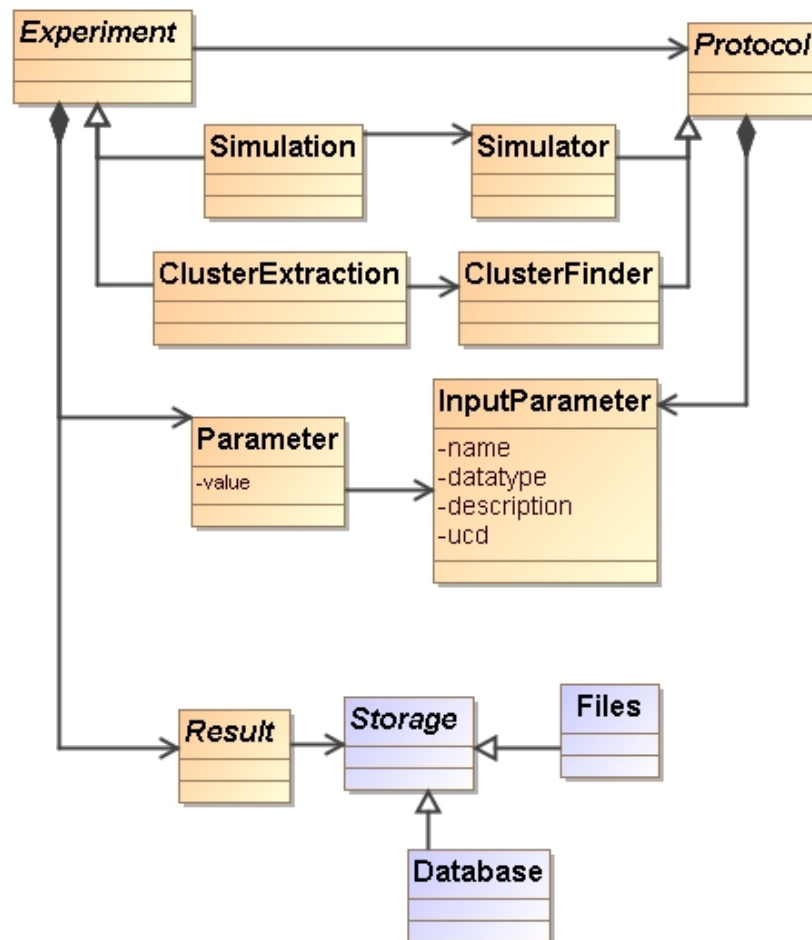 Experiment
Protocol
Simulation
Simulator
ClusterExtraction
ClusterFinder
Parameter
-value
InputParameter
-name
-datatype
-description
-ucd
Result
Storage
Files
Database